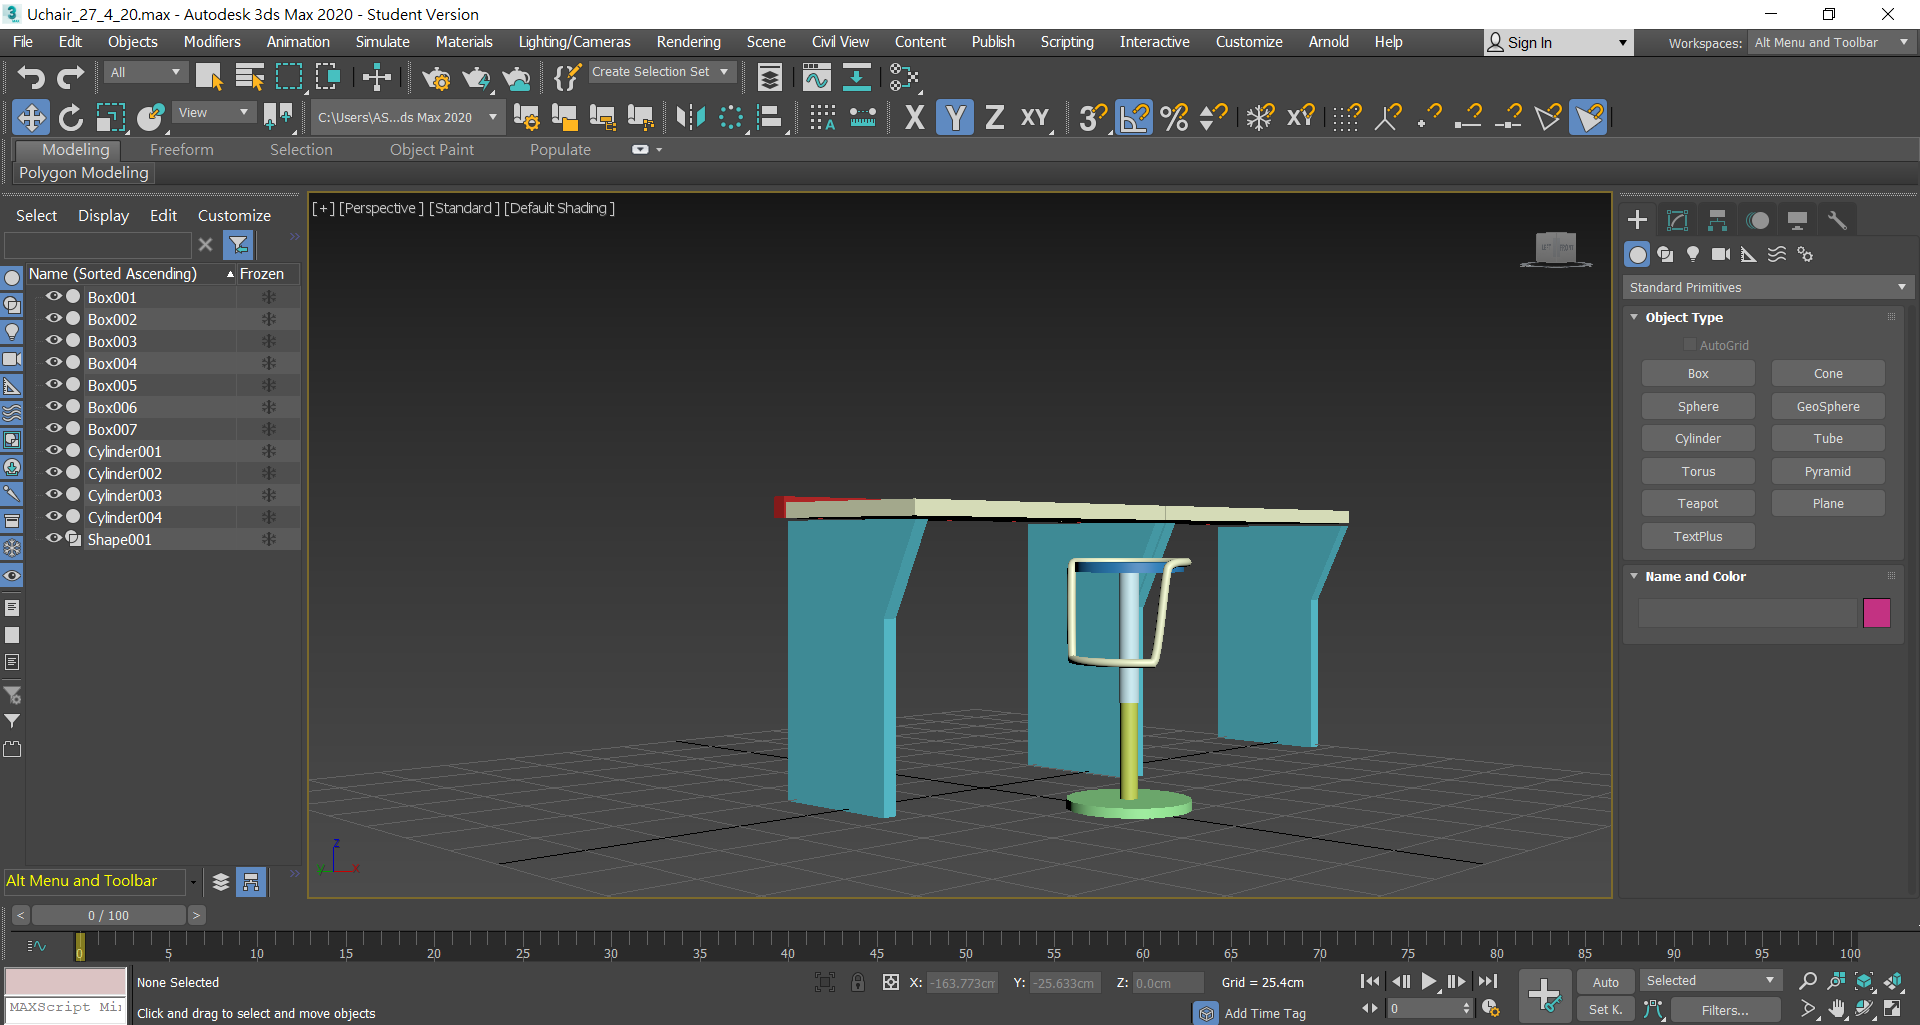 Uchair_27_4_20.max - Autodesk 3ds Max 2020 - Student Version
File Edit Objects Modifiers Animation Simulate Materials Lighting/Cameras Rendering Scene Civil View Content Publish Scripting Interactive Customize Arnold Help Sign In Workspaces: Alt Menu and Toolbar
All Create Selection Set
View C:\Users\AS...ds Max 2020 X Y Z XY 3
Modeling Freeform Selection Object Paint Populate
Polygon Modeling
Select Display Edit Customize
Name (Sorted Ascending) Frozen
Box001
Box002
Box003
Box004
Box005
Box006
Box007
Cylinder001
Cylinder002
Cylinder003
Cylinder004
Shape001
[+] [Perspective ] [Standard ] [Default Shading ]
z
y x
Standard Primitives
Object Type
AutoGrid
Box Cone
Sphere GeoSphere
Cylinder Tube
Torus Pyramid
Teapot Plane
TextPlus
Name and Color
Alt Menu and Toolbar
< 0 / 100 >
0 5 10 15 20 25 30 35 40 45 50 55 60 65 70 75 80 85 90 95 100
None Selected X: -163.773cm Y: -25.633cm Z: 0.0cm Grid = 25.4cm Auto Selected
MAXScript Mi
Click and drag to select and move objects Add Time Tag 0 Set K. Filters...